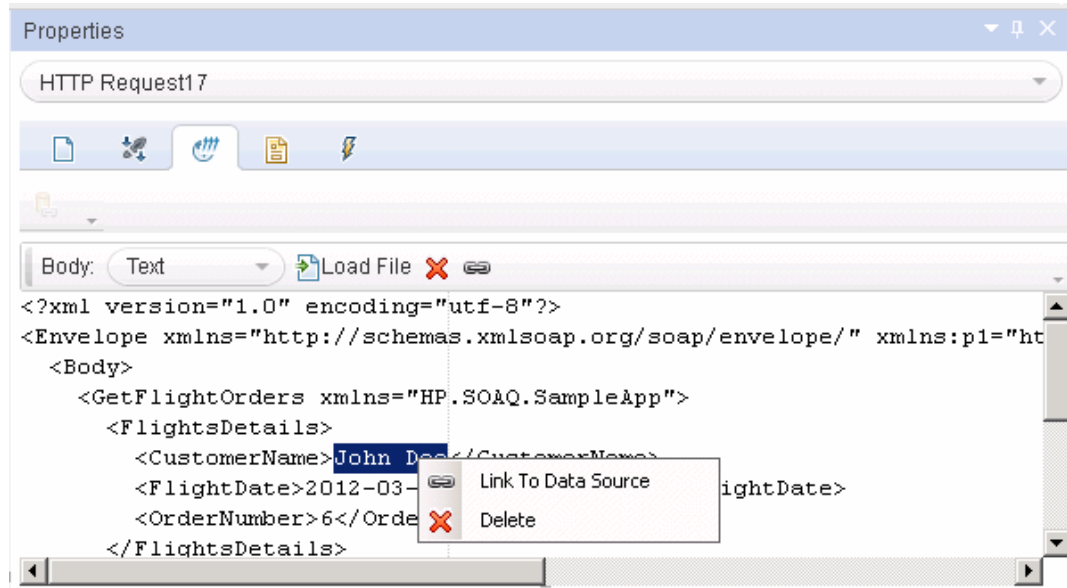 Properties
HTTP Request17
Body: Text Load File
<?xml version="1.0" encoding="utf-8"?>
<Envelope xmlns="http://schemas.xmlsoap.org/soap/envelope/" xmlns:p1="ht
<Body>
<GetFlightOrders xmlns="HP.SOAQ.SampleApp">
<FlightsDetails>
<CustomerName>John Doe</CustomerName>
<FlightDate>2012-03- ightDate>
Link To Data Source
<OrderNumber>6</Orde
Delete
</FlightsDetails>